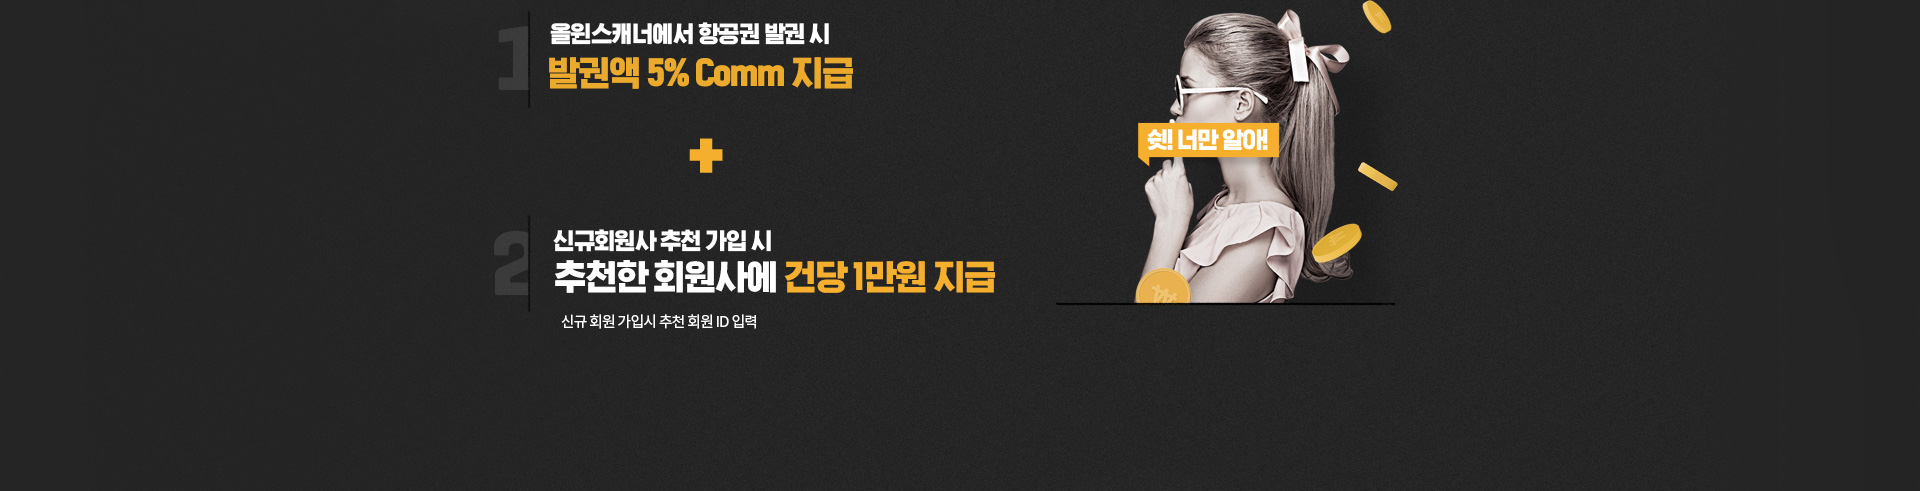 1
올윈스캐너에서 항공권 발권 시
발권액 5% Comm 지급
+
쉿! 너만 알아!
2
신규회원사 추천 가입 시
추천한 회원사에 건당 1만원 지급
신규 회원 가입시 추천 회원 ID 입력